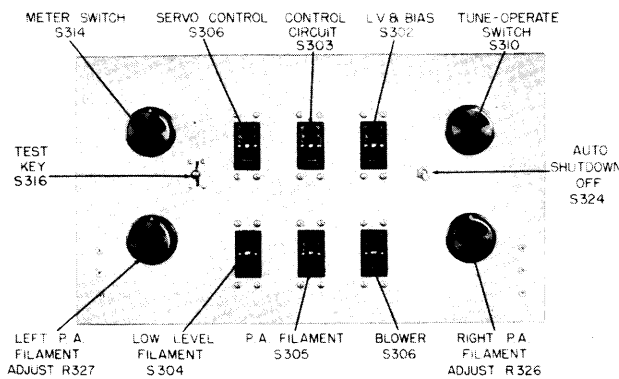 METER SWITCH
S314
SERVO CONTROL
S306
CONTROL
CIRCUIT
S303
L.V & BIAS
S302
TUNE-OPERATE
SWITCH
S310
TEST
KEY
S316
AUTO
SHUTDOWN
OFF
S324
LEFT P.A.
FILAMENT
ADJUST R327
LOW LEVEL
FILAMENT
S304
P.A. FILAMENT
S305
BLOWER
S306
RIGHT P.A
FILAMENT
ADJUST R326